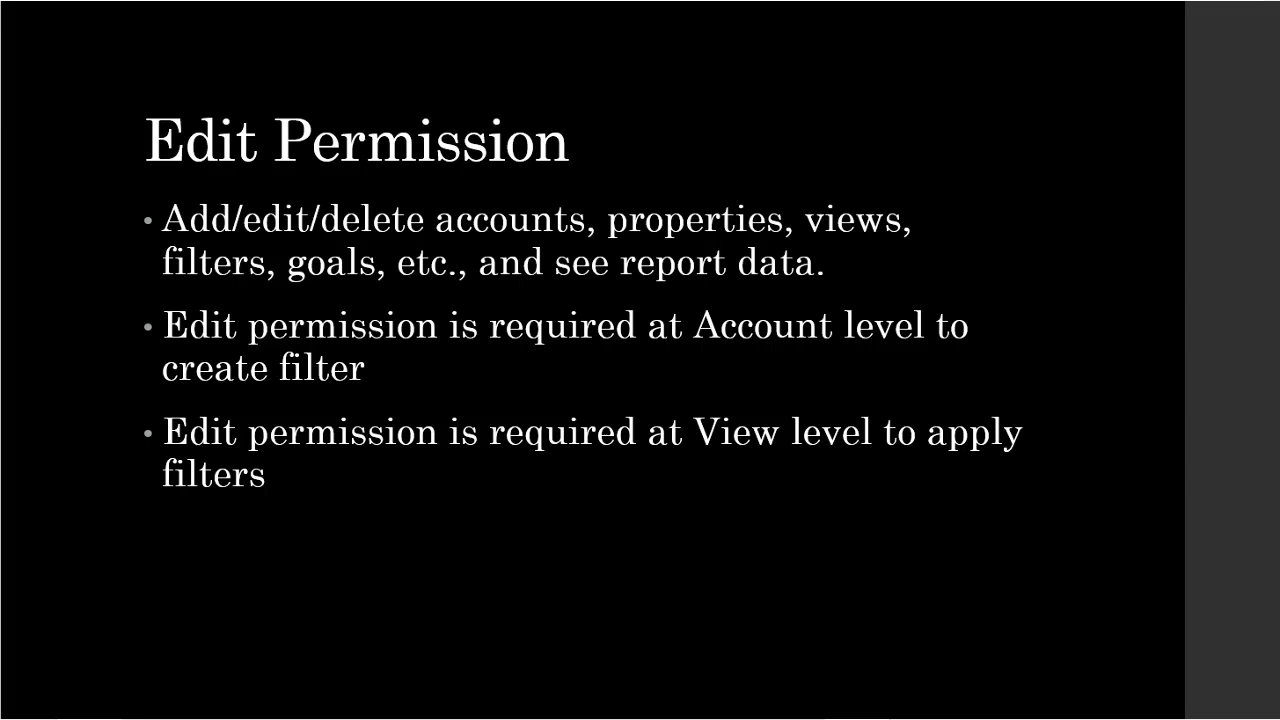 Edit Permission
• Add/edit/delete accounts, properties, views,
filters, goals, etc., and see report data.
• Edit permission is required at Account level to
create filter
• Edit permission is required at View level to apply
filters